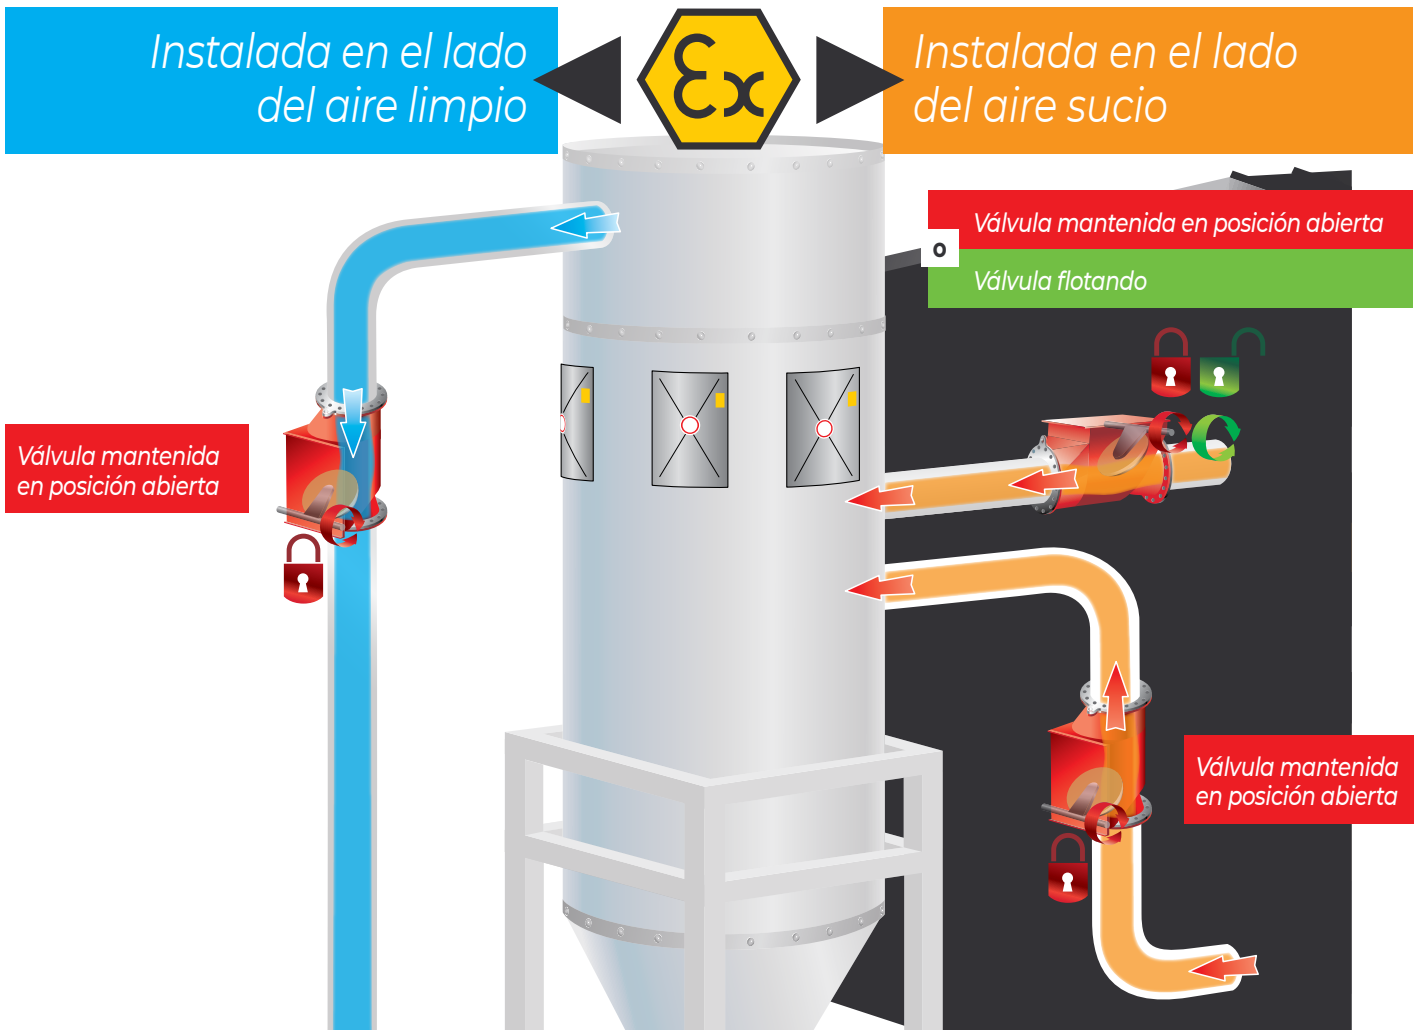 Instalada en el lado
del aire limpio
Ex
Instalada en el lado
del aire sucio
Válvula mantenida en posición abierta
o
Válvula flotando
Válvula mantenida
en posición abierta
Válvula mantenida
en posición abierta